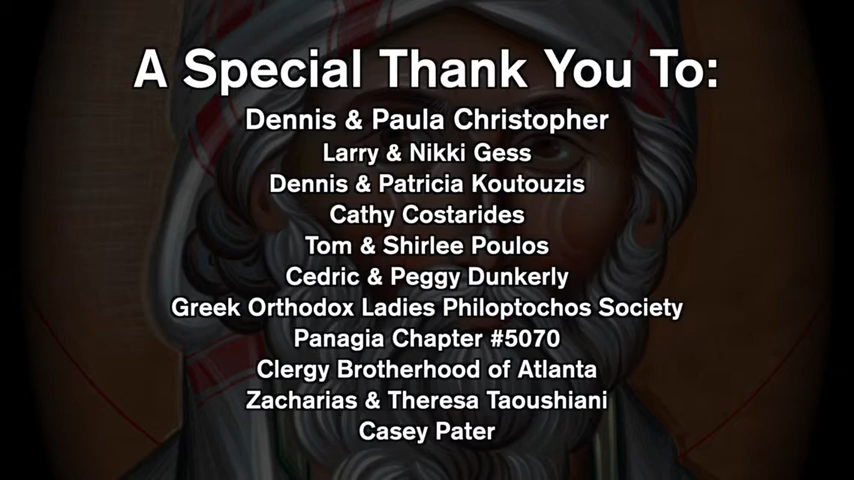 A Special Thank You To:
Dennis & Paula Christopher
Larry & Nikki Gess
Dennis & Patricia Koutouzis
Cathy Costarides
Tom & Shirlee Poulos
Cedric & Peggy Dunkerly
Greek Orthodox Ladies Philoptochos Society
Panagia Chapter #5070
Clergy Brotherhood of Atlanta
Zacharias & Theresa Taoushiani
Casey Pater